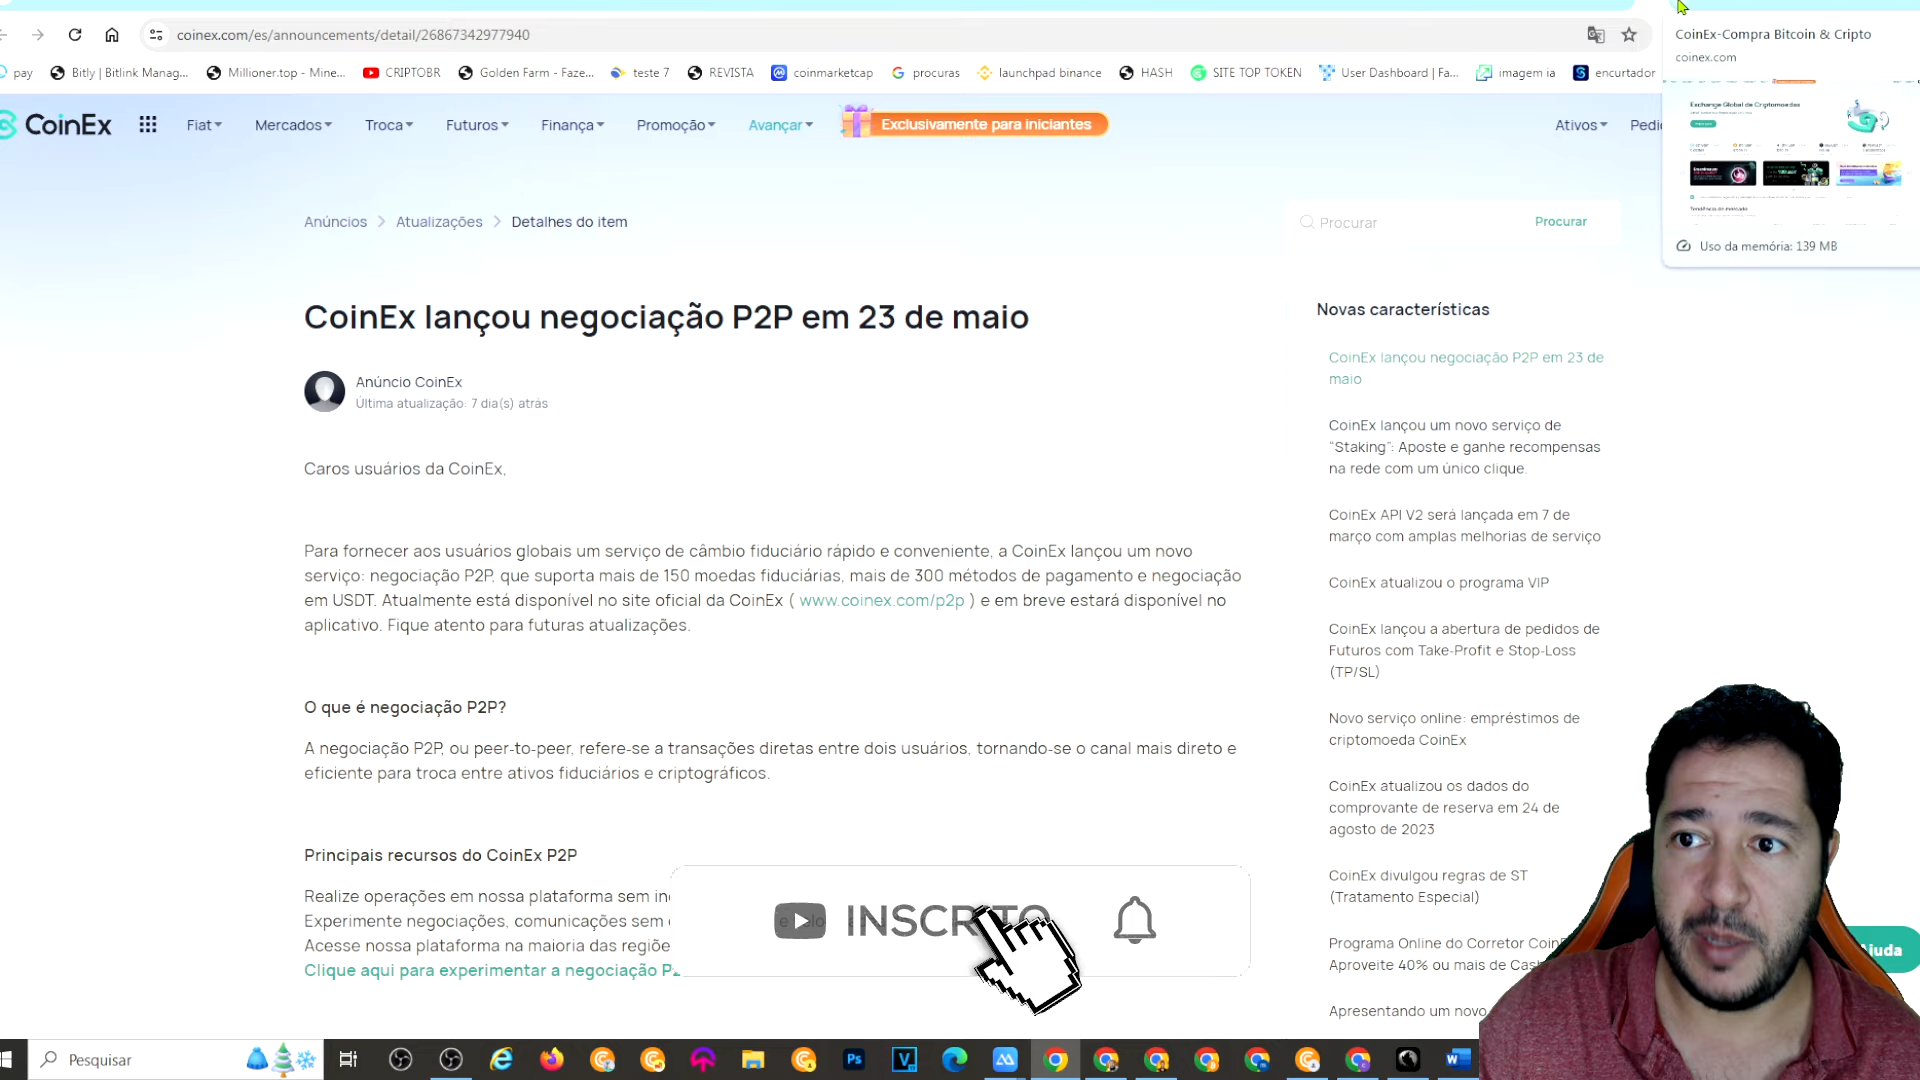 coinex.com/es/announcements/detail/26867342977940
CoinEx-Compra Bitcoin & Cripto
coinex.com
pay
Bitly | Bitlink Manag...
Millioner.top - Mine...
CRIPTOBR
Golden Farm - Faze...
teste 7
REVISTA
coinmarketcap
procuras
launchpad binance
HASH
SITE TOP TOKEN
User Dashboard | Fa...
imagem ia
encurtador
Exchange Global de Criptomoedas
Uso da memória: 139 MB
CoinEx
Fiat
Mercados
Troca
Futuros
Finança
Promoção
Avançar
Exclusivamente para iniciantes
Ativos
Pedi
Anúncios > Atualizações > Detalhes do item
Procurar
Procurar
CoinEx lançou negociação P2P em 23 de maio
Anúncio CoinEx
Última atualização: 7 dia(s) atrás
Caros usuários da CoinEx,
Para fornecer aos usuários globais um serviço de câmbio fiduciário rápido e conveniente, a CoinEx lançou um novo
serviço: negociação P2P, que suporta mais de 150 moedas fiduciárias, mais de 300 métodos de pagamento e negociação
em USDT. Atualmente está disponível no site oficial da CoinEx ( www.coinex.com/p2p ) e em breve estará disponível no
aplicativo. Fique atento para futuras atualizações.
O que é negociação P2P?
A negociação P2P, ou peer-to-peer, refere-se a transações diretas entre dois usuários, tornando-se o canal mais direto e
eficiente para troca entre ativos fiduciários e criptográficos.
Principais recursos do CoinEx P2P
Realize operações em nossa plataforma sem in
Experimente negociações, comunicações sem
Acesse nossa plataforma na maioria das regiõe
Clique aqui para experimentar a negociação P2
INSCRITO
Novas características
CoinEx lançou negociação P2P em 23 de
maio
CoinEx lançou um novo serviço de
“Staking”: Aposte e ganhe recompensas
na rede com um único clique.
CoinEx API V2 será lançada em 7 de
março com amplas melhorias de serviço
CoinEx atualizou o programa VIP
CoinEx lançou a abertura de pedidos de
Futuros com Take-Profit e Stop-Loss
(TP/SL)
Novo serviço online: empréstimos de
criptomoeda CoinEx
CoinEx atualizou os dados do
comprovante de reserva em 24 de
agosto de 2023
CoinEx divulgou regras de ST
(Tratamento Especial)
Programa Online do Corretor CoinE
Aproveite 40% ou mais de Cas
Apresentando um novo
juda
Pesquisar
Ps
V
W